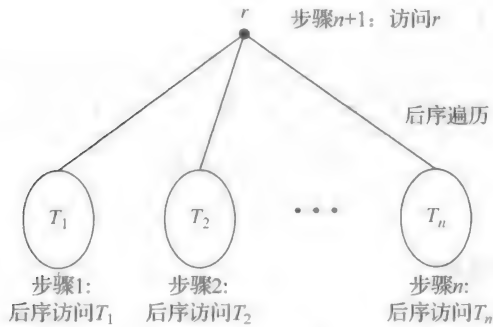 r
步骤n+1：访问r
后序遍历
T₁ T₂ ··· Tₙ
步骤1: 步骤2: 步骤n:
后序访问T₁ 后序访问T₂ 后序访问Tₙ